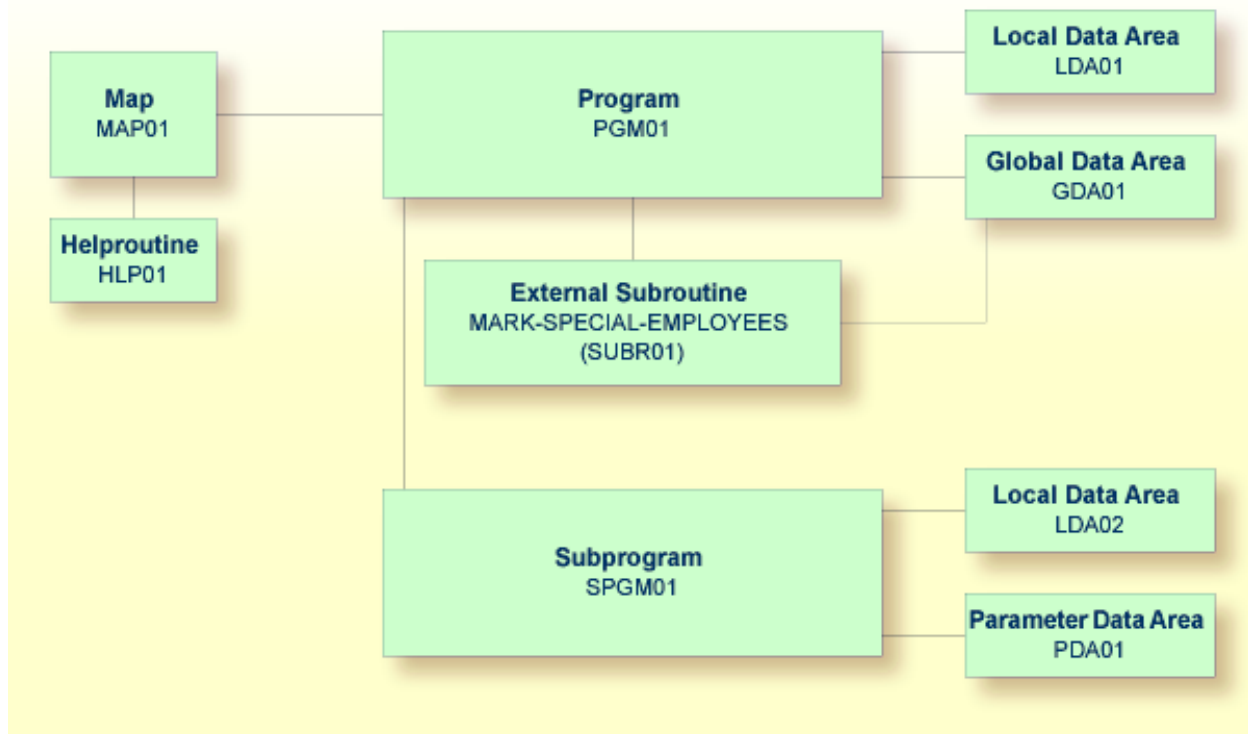 Map
MAP01
Helproutine
HLP01
Program
PGM01
Local Data Area
LDA01
Global Data Area
GDA01
External Subroutine
MARK-SPECIAL-EMPLOYEES
(SUBR01)
Subprogram
SPGM01
Local Data Area
LDA02
Parameter Data Area
PDA01